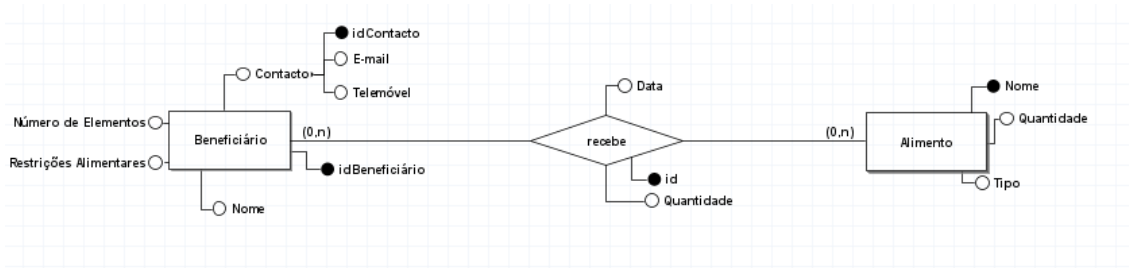 idContacto
E-mail
Contacto
Telemóvel
Número de Elementos
Beneficiário
Restrições Alimentares
idBeneficiário
Nome
(0,n)
Data
recebe
id
Quantidade
(0,n)
Nome
Quantidade
Alimento
Tipo